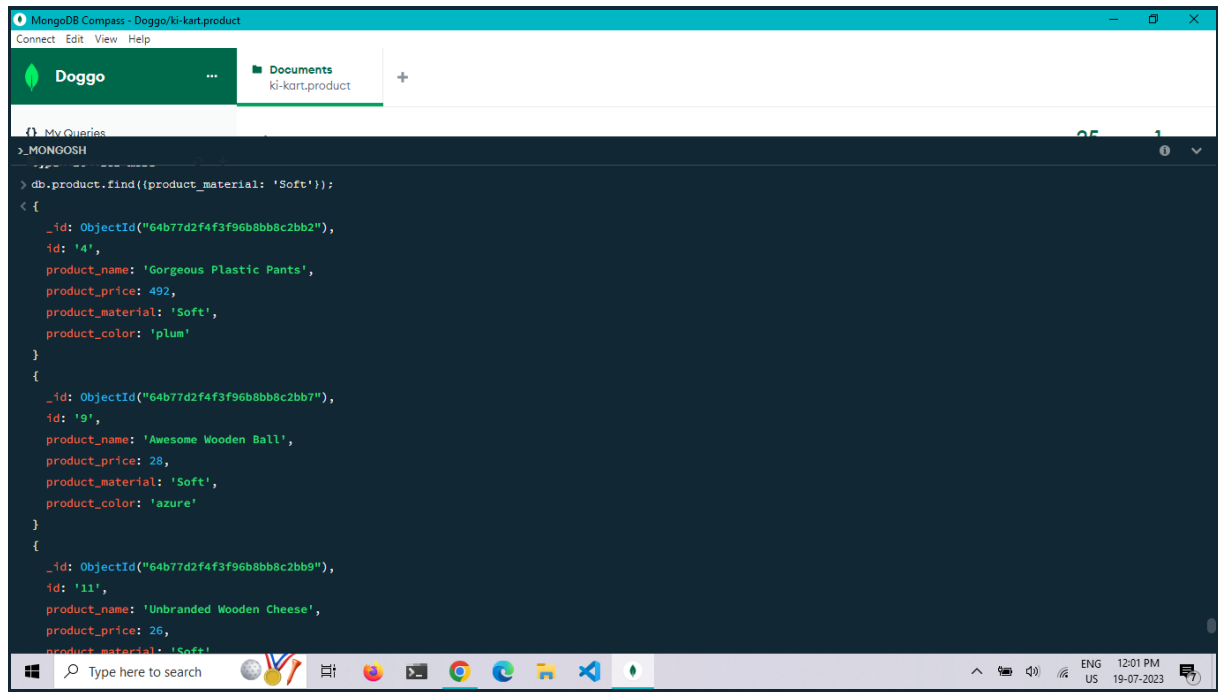 MongoDB Compass - Doggo/ki-kart.product
Connect Edit View Help
Doggo ...
Documents
ki-kart.product
+
{} My Queries
>_MONGOSH
> db.product.find({product_material: 'Soft'});
< {
_id: ObjectId("64b77d2f4f3f96b8bb8c2bb2"),
id: '4',
product_name: 'Gorgeous Plastic Pants',
product_price: 492,
product_material: 'Soft',
product_color: 'plum'
}
{
_id: ObjectId("64b77d2f4f3f96b8bb8c2bb7"),
id: '9',
product_name: 'Awesome Wooden Ball',
product_price: 28,
product_material: 'Soft',
product_color: 'azure'
}
{
_id: ObjectId("64b77d2f4f3f96b8bb8c2bb9"),
id: '11',
product_name: 'Unbranded Wooden Cheese',
product_price: 26,
product_material: 'Soft'
Type here to search
ENG
US
12:01 PM
19-07-2023
7